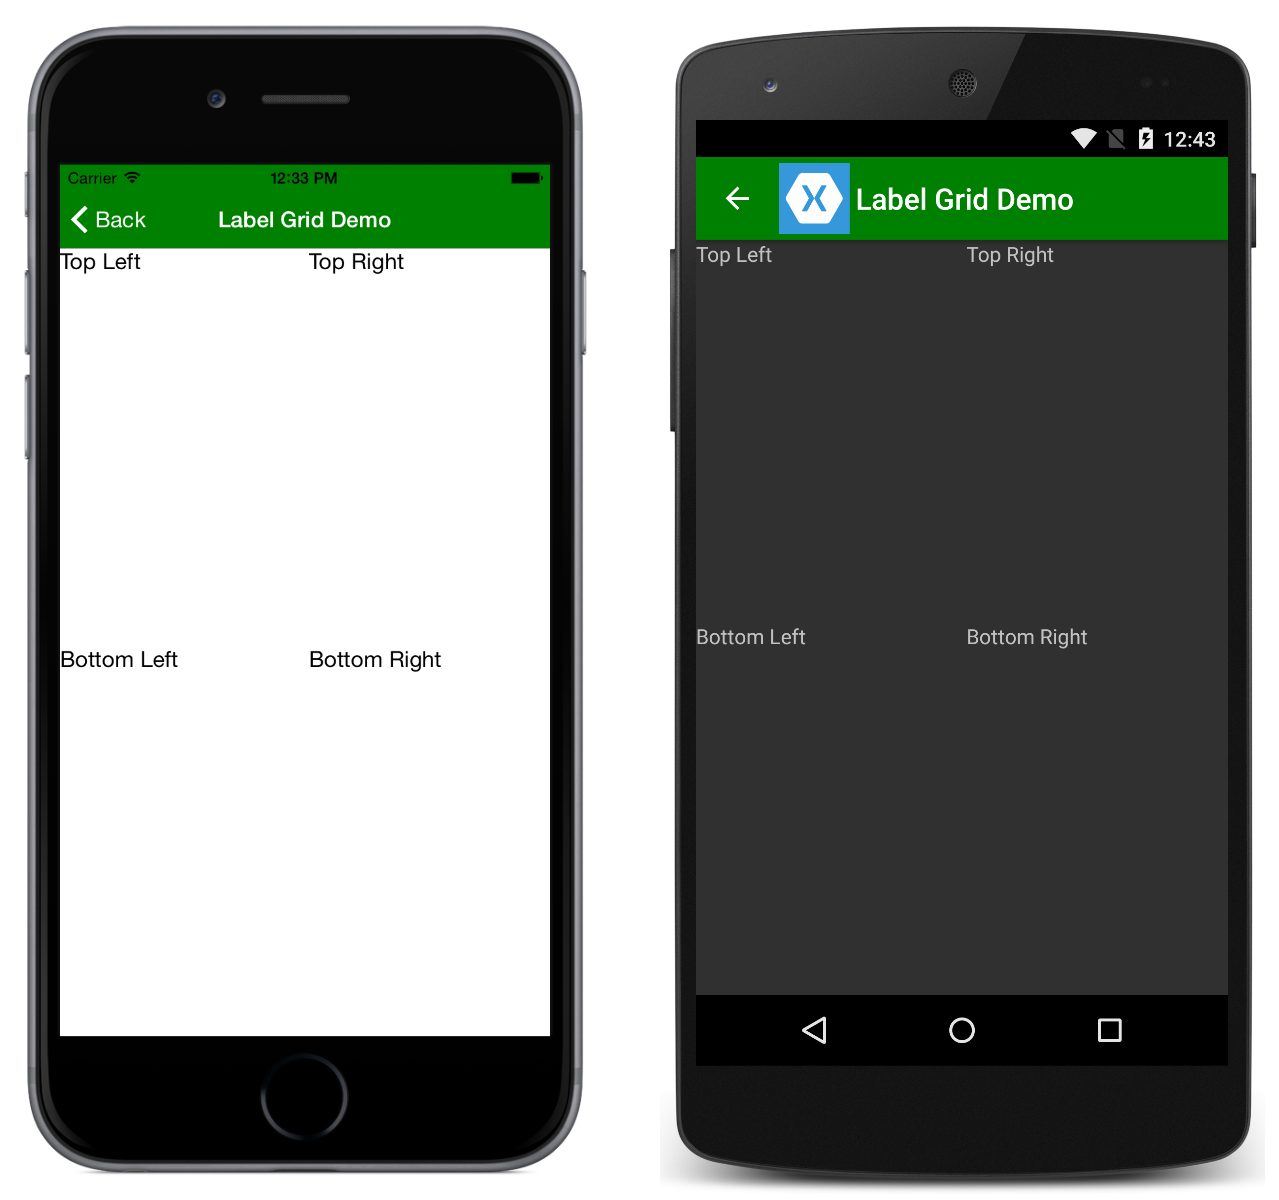 Carrier 12:33 PM
Back Label Grid Demo
Top Left Top Right
Bottom Left Bottom Right
12:43
Label Grid Demo
Top Left Top Right
Bottom Left Bottom Right